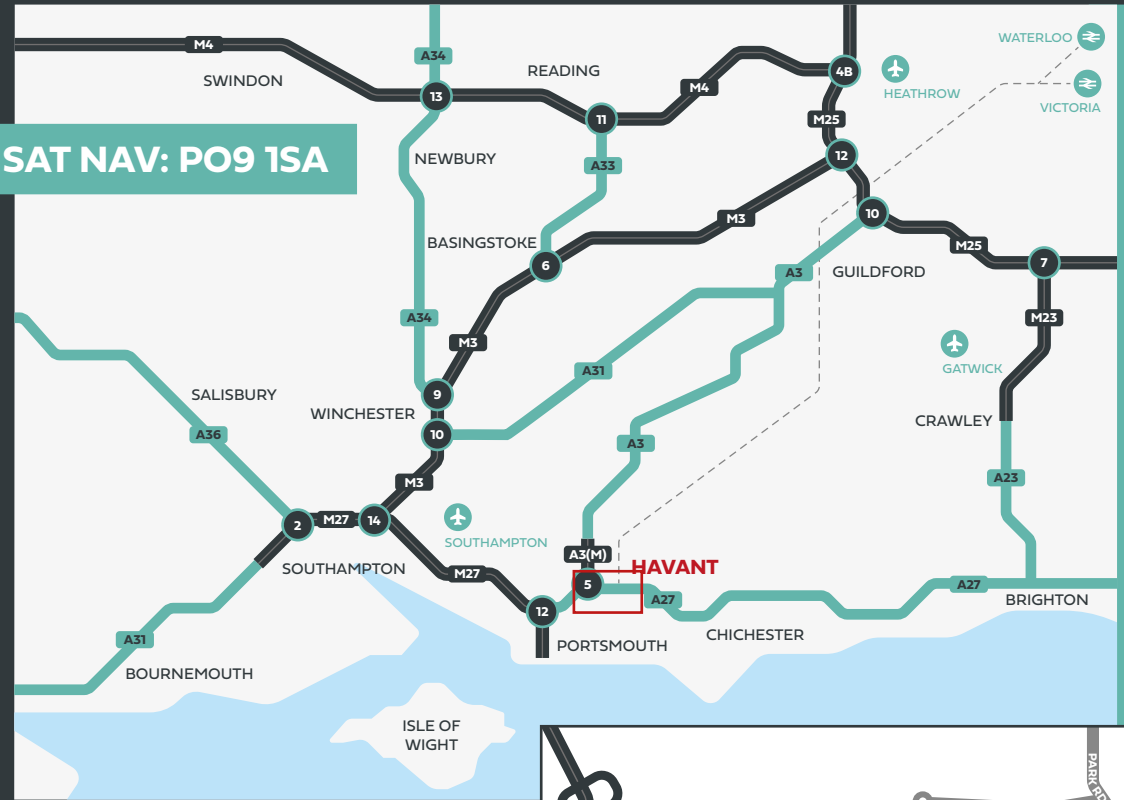 WATERLOO
M4
A34
READING
4B
HEATHROW
SWINDON
M4
VICTORIA
13
11
M25
SAT NAV: PO9 1SA
NEWBURY
A33
12
M3
10
BASINGSTOKE
M25
6
A3
GUILDFORD
7
A34
M23
M3
GATWICK
A31
SALISBURY
9
WINCHESTER
CRAWLEY
A36
10
A3
M3
A23
2
M27
14
SOUTHAMPTON
A3(M)
SOUTHAMPTON
M27
HAVANT
5
A27
A27
BRIGHTON
12
A31
PORTSMOUTH
CHICHESTER
BOURNEMOUTH
ISLE OF
WIGHT
PARK RD